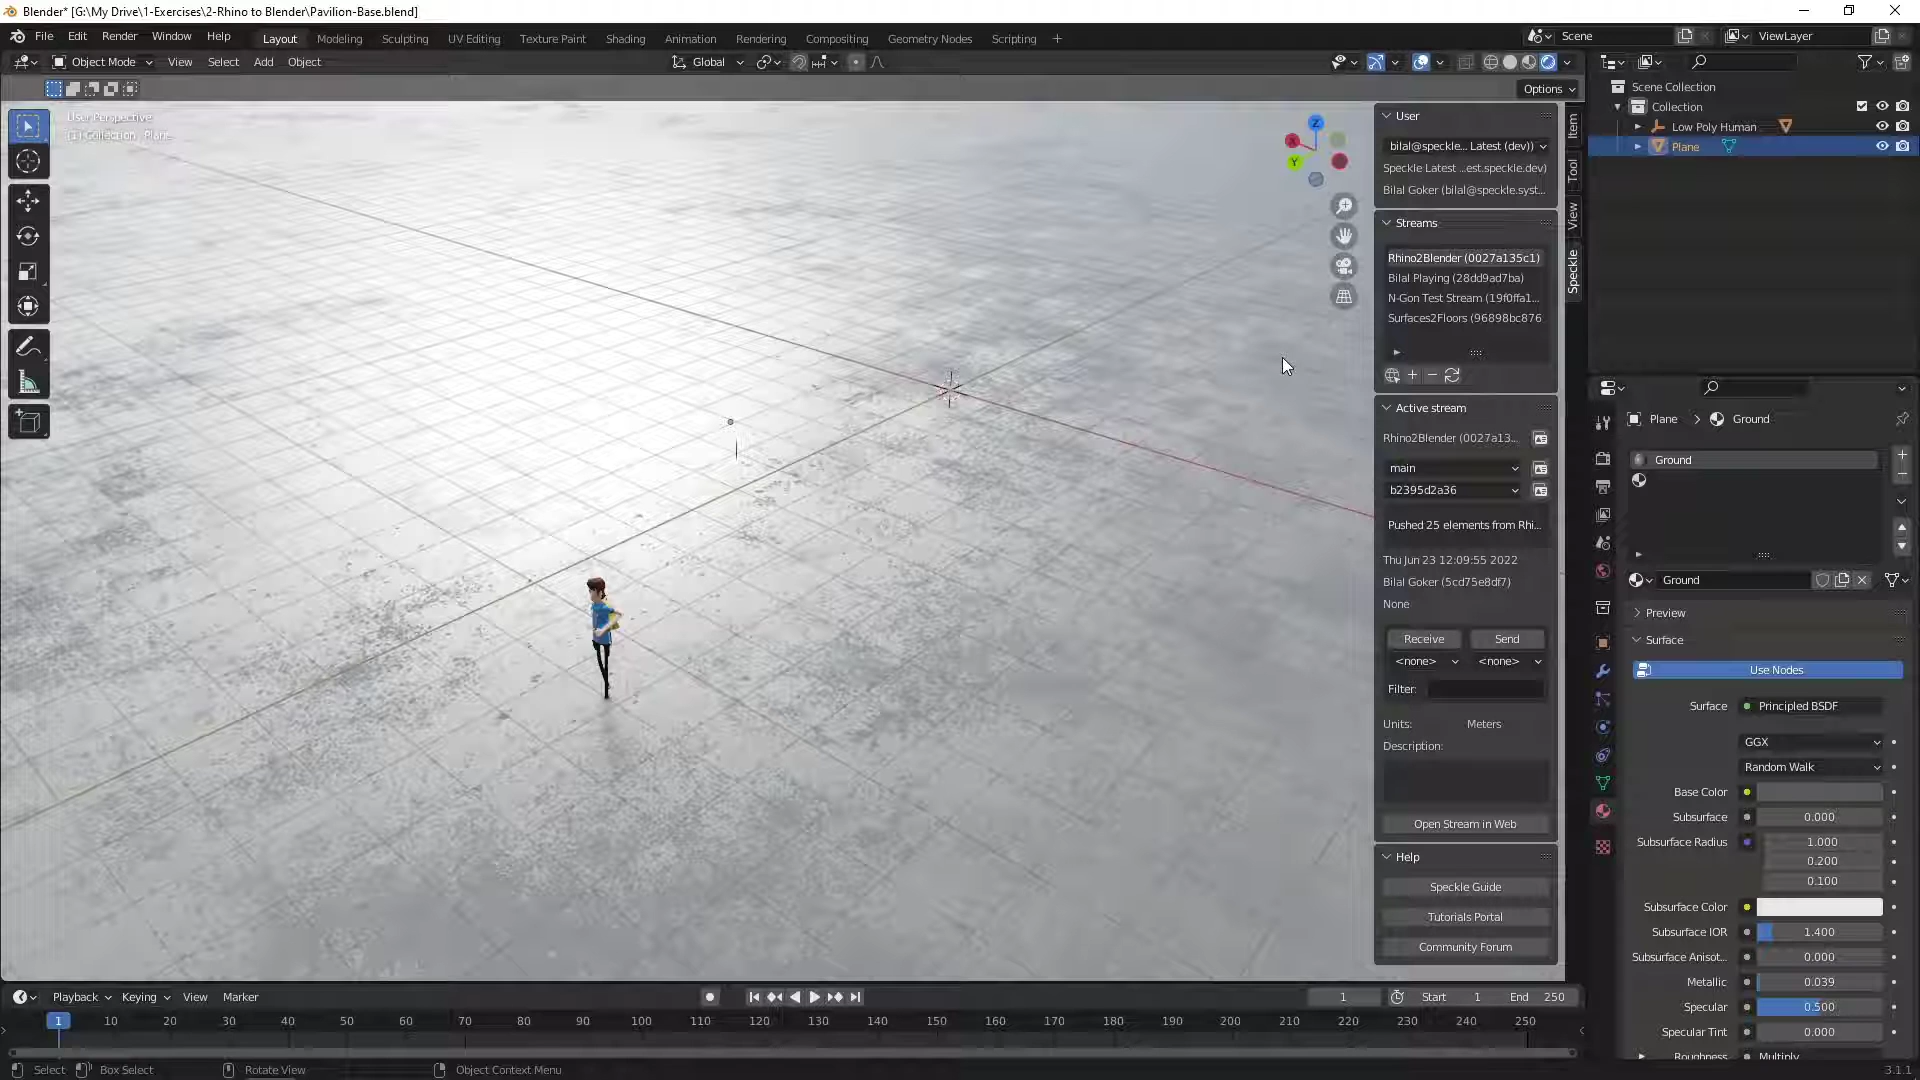 Blender* [G:\My Drive\1-Exercises\2-Rhino to Blender\Pavilion-Base.blend]
File Edit Render Window Help Layout Modeling Sculpting UV Editing Texture Paint Shading Animation Rendering Compositing Geometry Nodes Scripting + Scene ViewLayer
Object Mode View Select Add Object Global
Options
User Perspective
(1) Collection | Plane
Z
X
Y
User
bilal@speckle... Latest (dev))
Speckle Latest ...est.speckle.dev)
Bilal Goker (bilal@speckle.syst...
Streams
Rhino2Blender (0027a135c1)
Bilal Playing (28dd9ad7ba)
N-Gon Test Stream (19f0ffa1...
Surfaces2Floors (96898bc876
Active stream
Rhino2Blender (0027a13...
main
b2395d2a36
Pushed 25 elements from Rhi...
Thu Jun 23 12:09:55 2022
Bilal Goker (5cd75e8df7)
None
Receive Send
<none> <none>
Filter:
Units: Meters
Description:
Open Stream in Web
Help
Speckle Guide
Tutorials Portal
Community Forum
Item
Tool
View
Speckle
Scene Collection
Collection
Low Poly Human
Plane
Plane > Ground
Ground
Ground
Preview
Surface
Use Nodes
Surface Principled BSDF
GGX
Random Walk
Base Color
Subsurface 0.000
Subsurface Radius 1.000
0.200
0.100
Subsurface Color
Subsurface IOR 1.400
Subsurface Anisot... 0.000
Metallic 0.039
Specular 0.500
Specular Tint 0.000
Roughness Multiply
Playback Keying View Marker 1 Start 1 End 250
1 10 20 30 40 50 60 70 80 90 100 110 120 130 140 150 160 170 180 190 200 210 220 230 240 250
Select Box Select Rotate View Object Context Menu 3.1.1